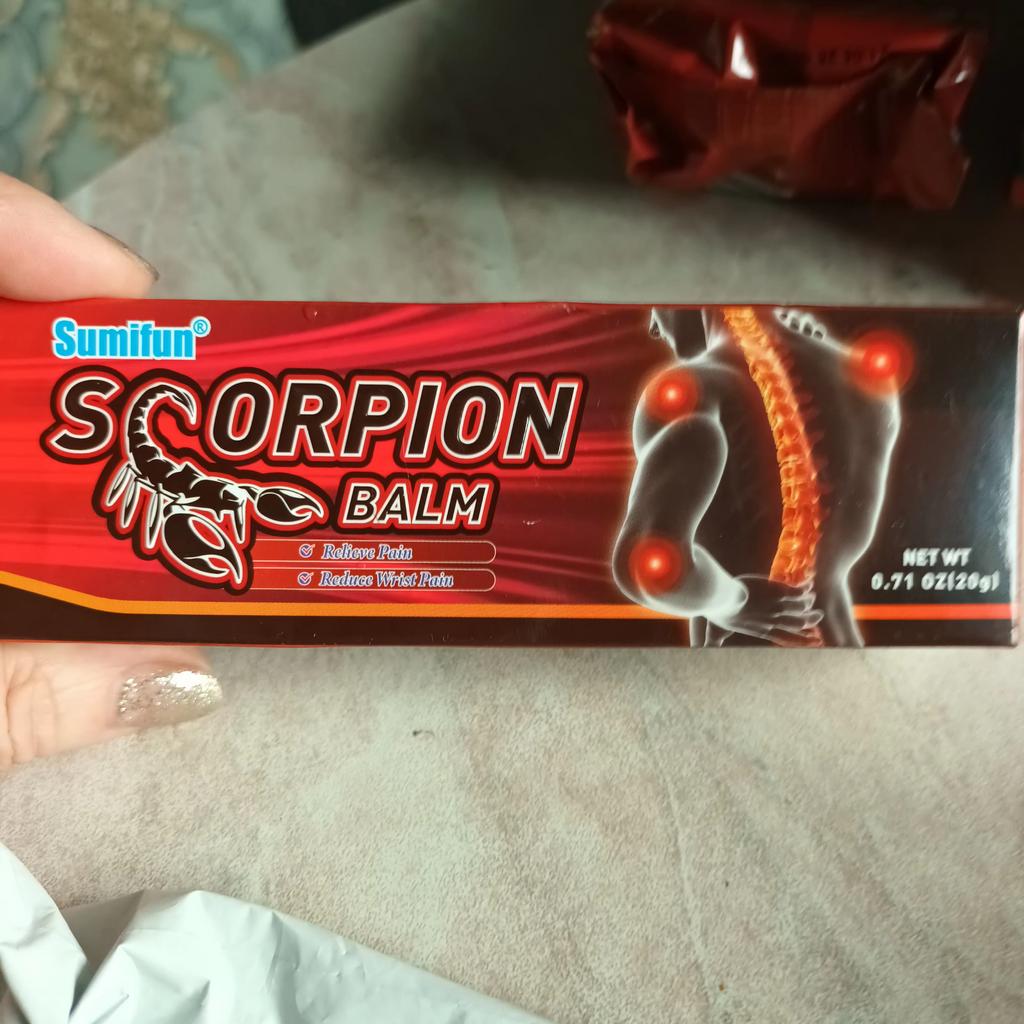 Sumifun®
SCORPION
BALM
Relieve Pain
Reduce Wrist Pain
NET WT
0.71 OZ(20g)